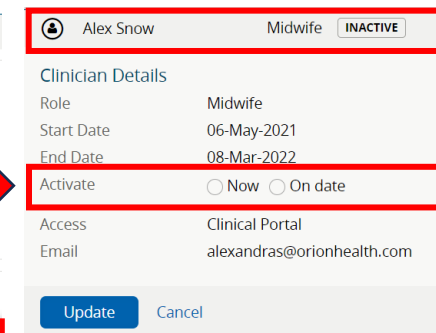 Alex Snow Midwife INACTIVE
Clinician Details
Role Midwife
Start Date 06-May-2021
End Date 08-Mar-2022
Activate Now On date
Access Clinical Portal
Email alexandras@orionhealth.com
Update Cancel